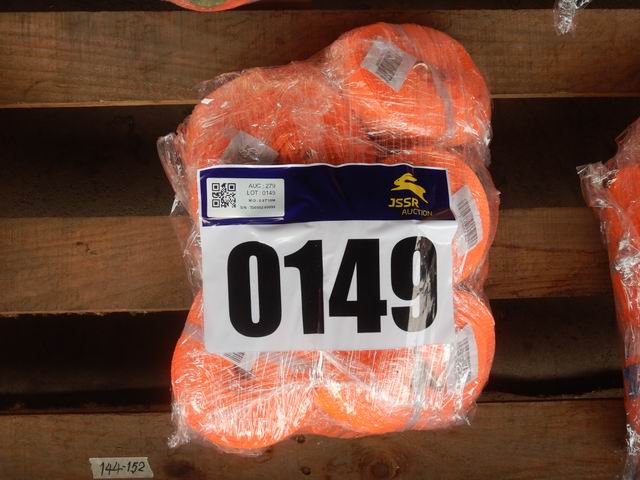 AUC : 279
LOT : 0149
JSSR
AUCTION
0149
144-152